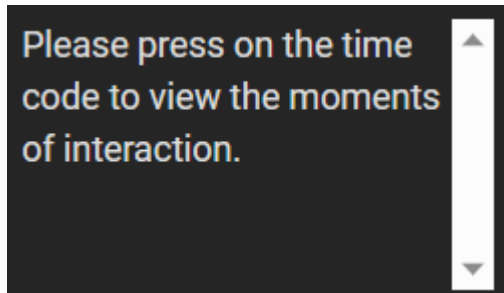 Please press on the time
code to view the moments
of interaction.